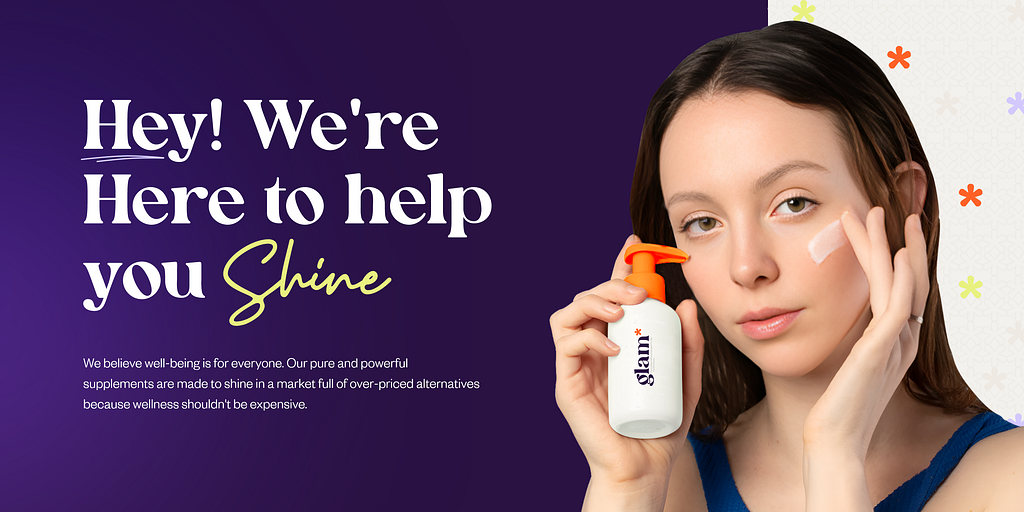 Hey! We're
Here to help
you Shine
We believe well-being is for everyone. Our pure and powerful
supplements are made to shine in a market full of over-priced alternatives
because wellness shouldn't be expensive.
glam*